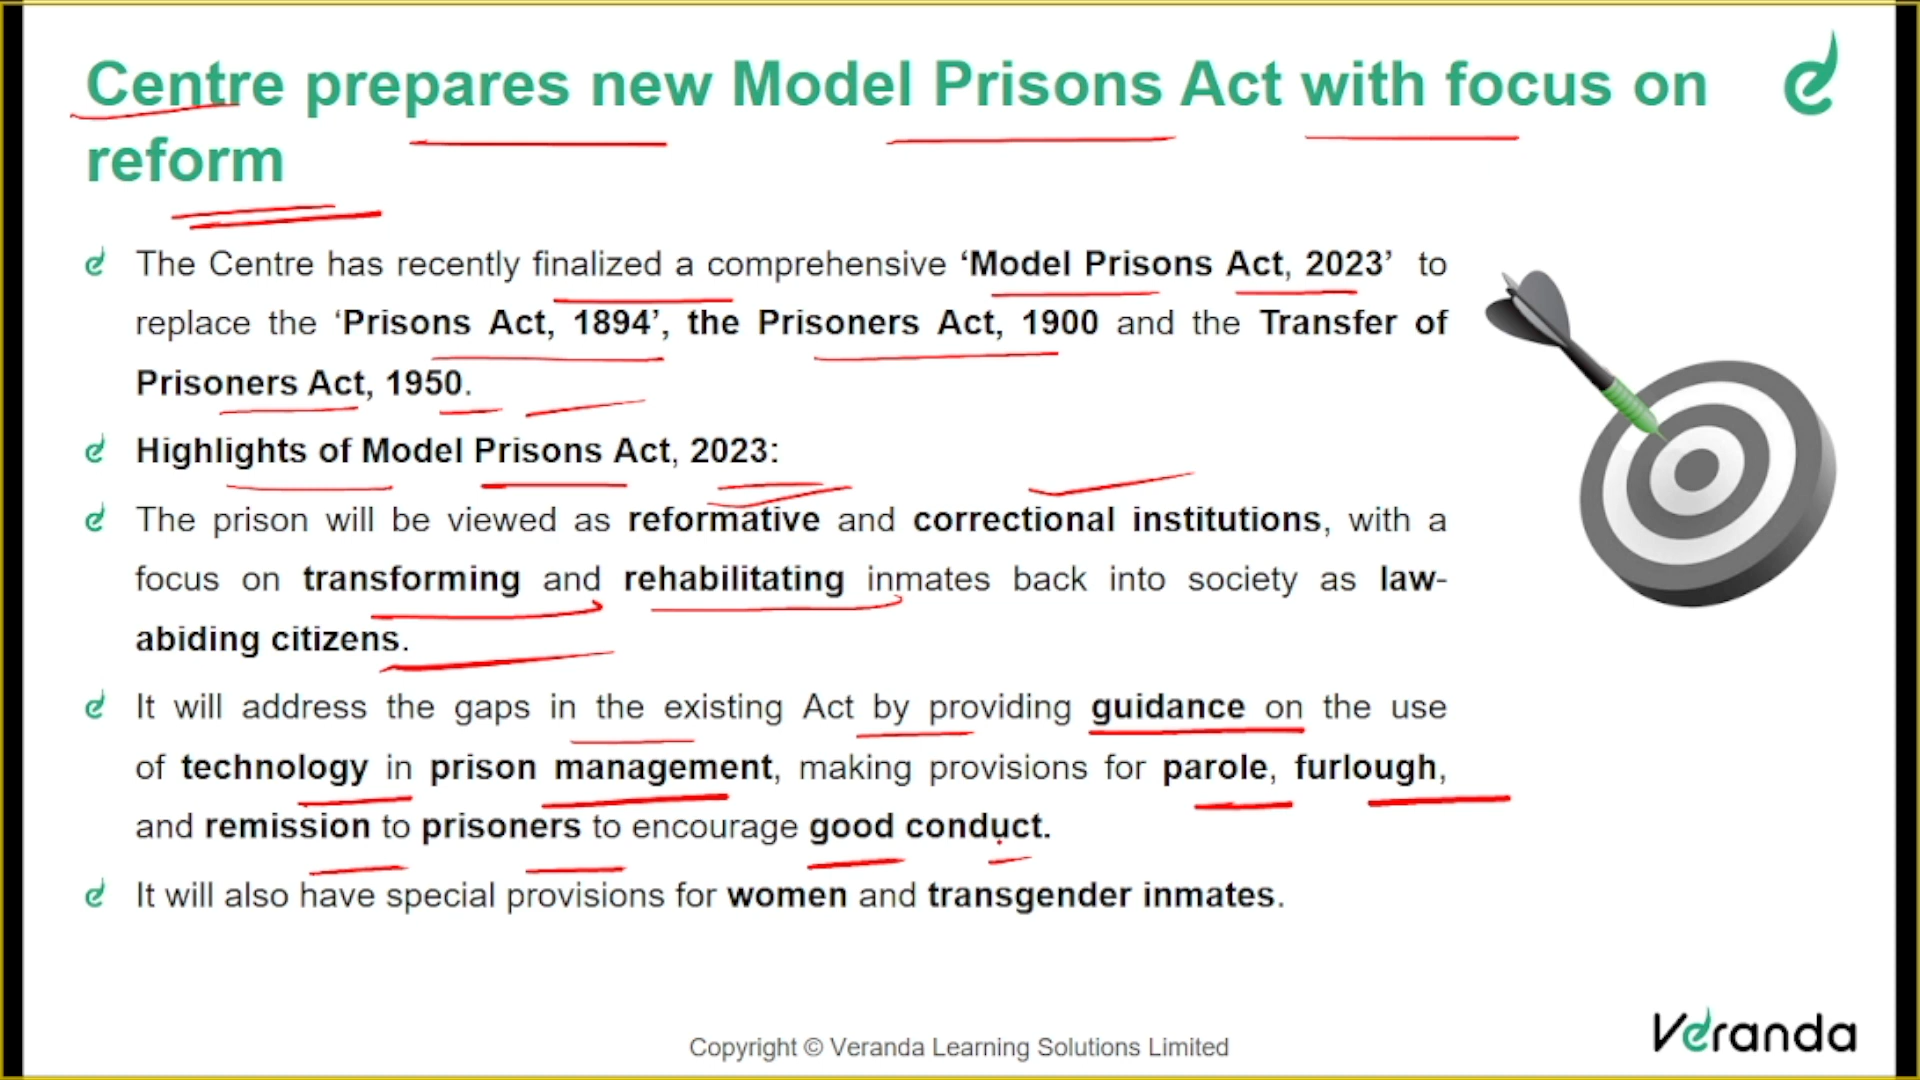 Centre prepares new Model Prisons Act with focus on
reform
The Centre has recently finalized a comprehensive ‘Model Prisons Act, 2023’ to
replace the ‘Prisons Act, 1894’, the Prisoners Act, 1900 and the Transfer of
Prisoners Act, 1950.
Highlights of Model Prisons Act, 2023:
The prison will be viewed as reformative and correctional institutions, with a
focus on transforming and rehabilitating inmates back into society as law-
abiding citizens.
It will address the gaps in the existing Act by providing guidance on the use
of technology in prison management, making provisions for parole, furlough,
and remission to prisoners to encourage good conduct.
It will also have special provisions for women and transgender inmates.
Copyright © Veranda Learning Solutions Limited
Veranda